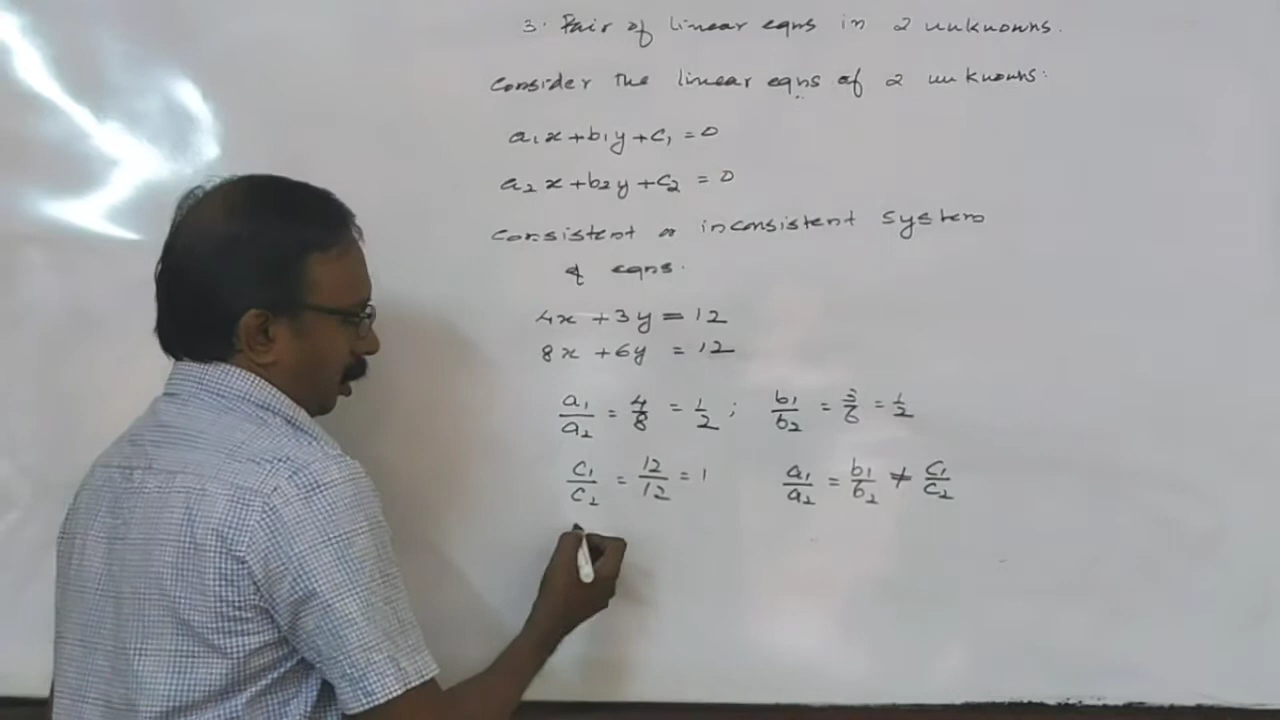 3. Pair of linear eqns in 2 unknowns.
Consider the linear eqns of 2 unknowns:
a₁x + b₁y + c₁ = 0
a₂x + b₂y + c₂ = 0
Consistent or inconsistent system
of eqns.
4x + 3y = 12
8x + 6y = 12
a₁/a₂ = 4/8 = 1/2 ; b₁/b₂ = 3/6 = 1/2
c₁/c₂ = 12/12 = 1 a₁/a₂ = b₁/b₂ ≠ c₁/c₂